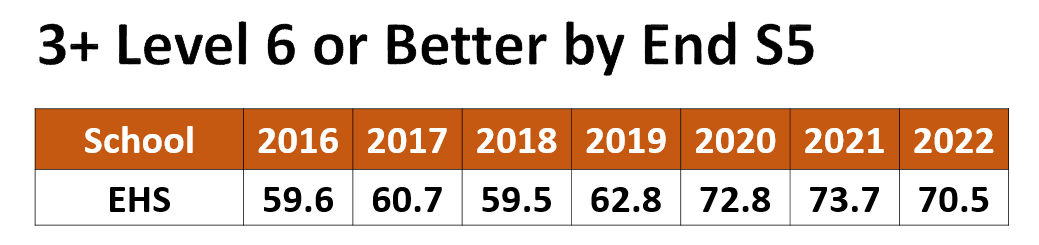 3+ Level 6 or Better by End S5
School 2016 2017 2018 2019 2020 2021 2022
EHS 59.6 60.7 59.5 62.8 72.8 73.7 70.5